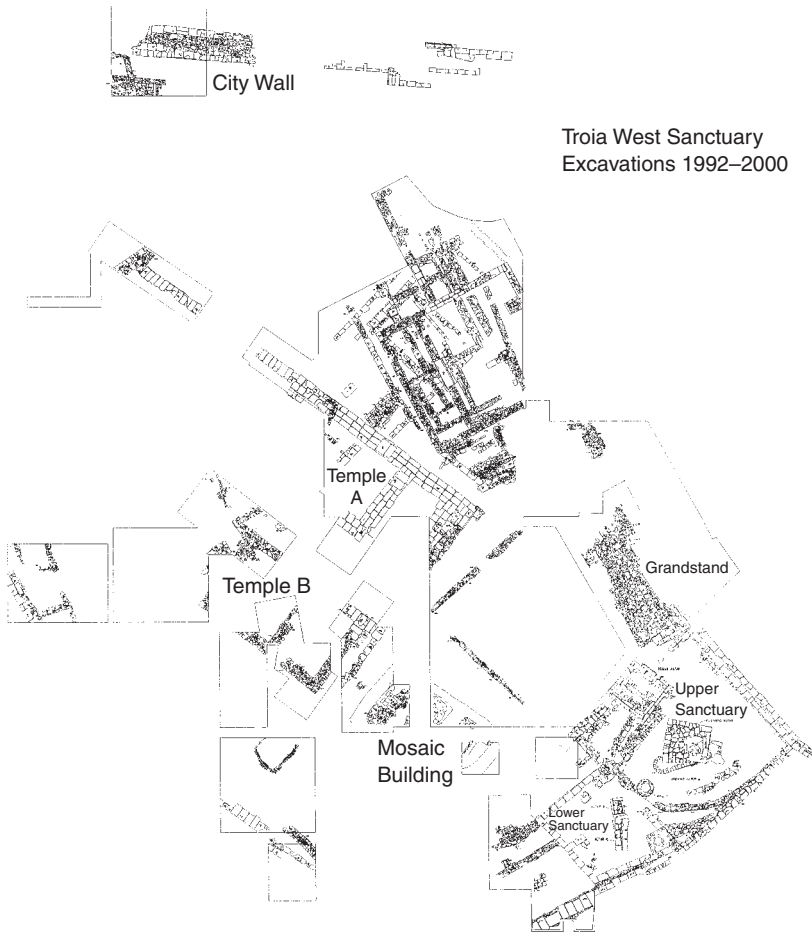 City Wall
Troia West Sanctuary
Excavations 1992–2000
Temple
A
Grandstand
Temple B
Upper
Sanctuary
Mosaic
Building
Lower
Sanctuary